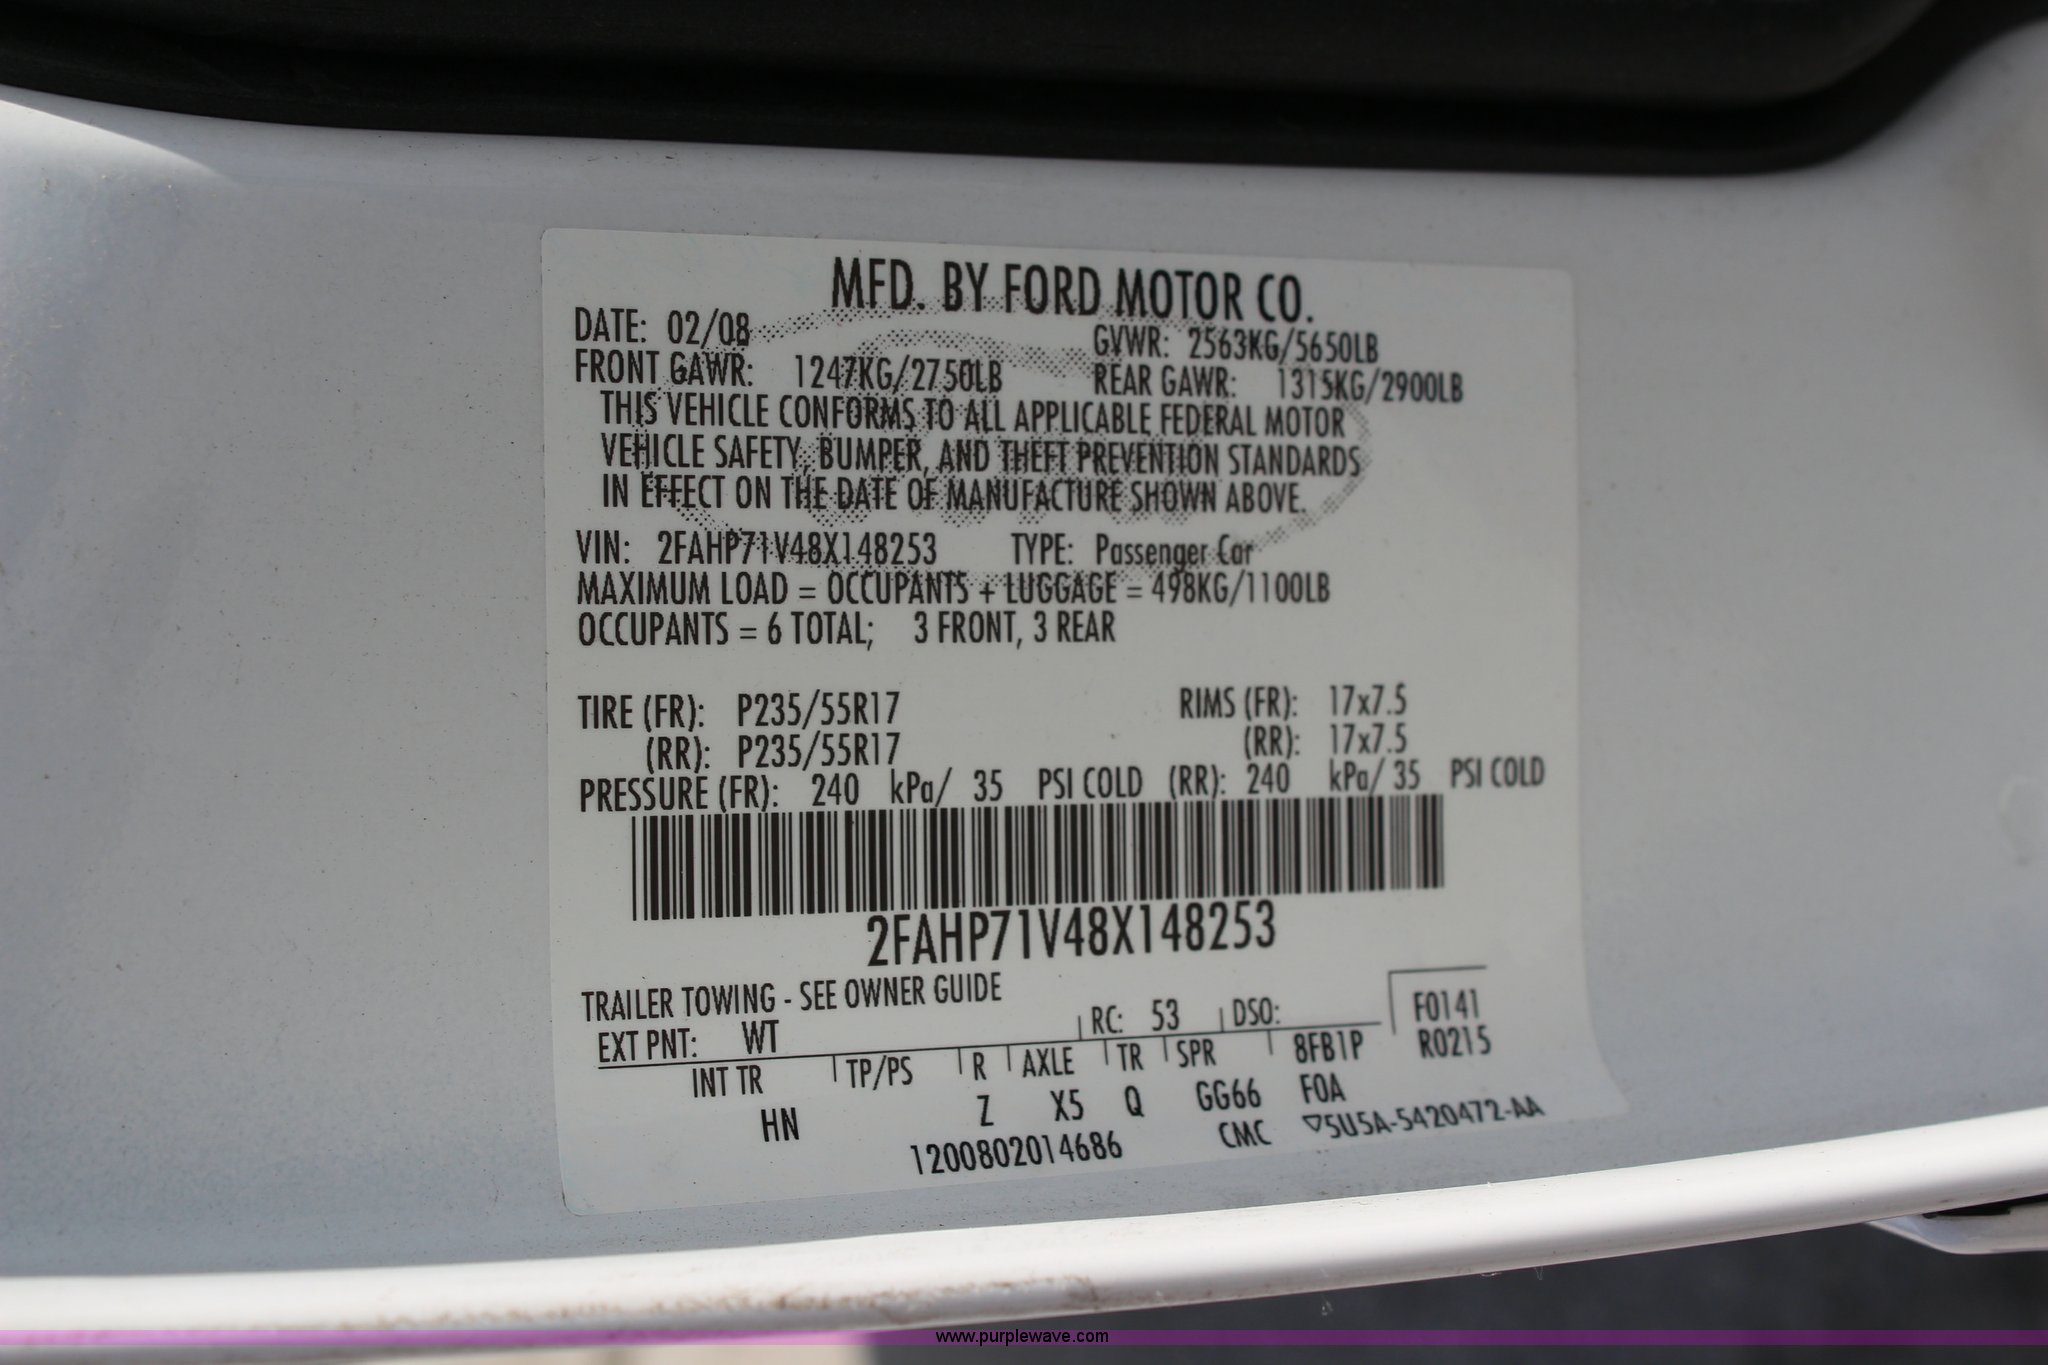 MFD. BY FORD MOTOR CO.
DATE: 02/08 GVWR: 2563KG/5650LB
FRONT GAWR: 1247KG/2750LB REAR GAWR: 1315KG/2900LB
THIS VEHICLE CONFORMS TO ALL APPLICABLE FEDERAL MOTOR
VEHICLE SAFETY, BUMPER, AND THEFT PREVENTION STANDARDS
IN EFFECT ON THE DATE OF MANUFACTURE SHOWN ABOVE.
VIN: 2FAHP71V48X148253 TYPE: Passenger Car
MAXIMUM LOAD = OCCUPANTS + LUGGAGE = 498KG/1100LB
OCCUPANTS = 6 TOTAL; 3 FRONT, 3 REAR
TIRE (FR): P235/55R17 RIMS (FR): 17x7.5
(RR): P235/55R17 (RR): 17x7.5
PRESSURE (FR): 240 kPa/ 35 PSI COLD (RR): 240 kPa/ 35 PSI COLD
2FAHP71V48X148253
TRAILER TOWING - SEE OWNER GUIDE
EXT PNT: WT RC: 53 DSO: F0141
INT TR TP/PS R AXLE TR SPR 8FB1P R0215
HN Z X5 Q GG66 FOA
1200802014686 CMC ▽5U5A-5420472-AA
www.purplewave.com